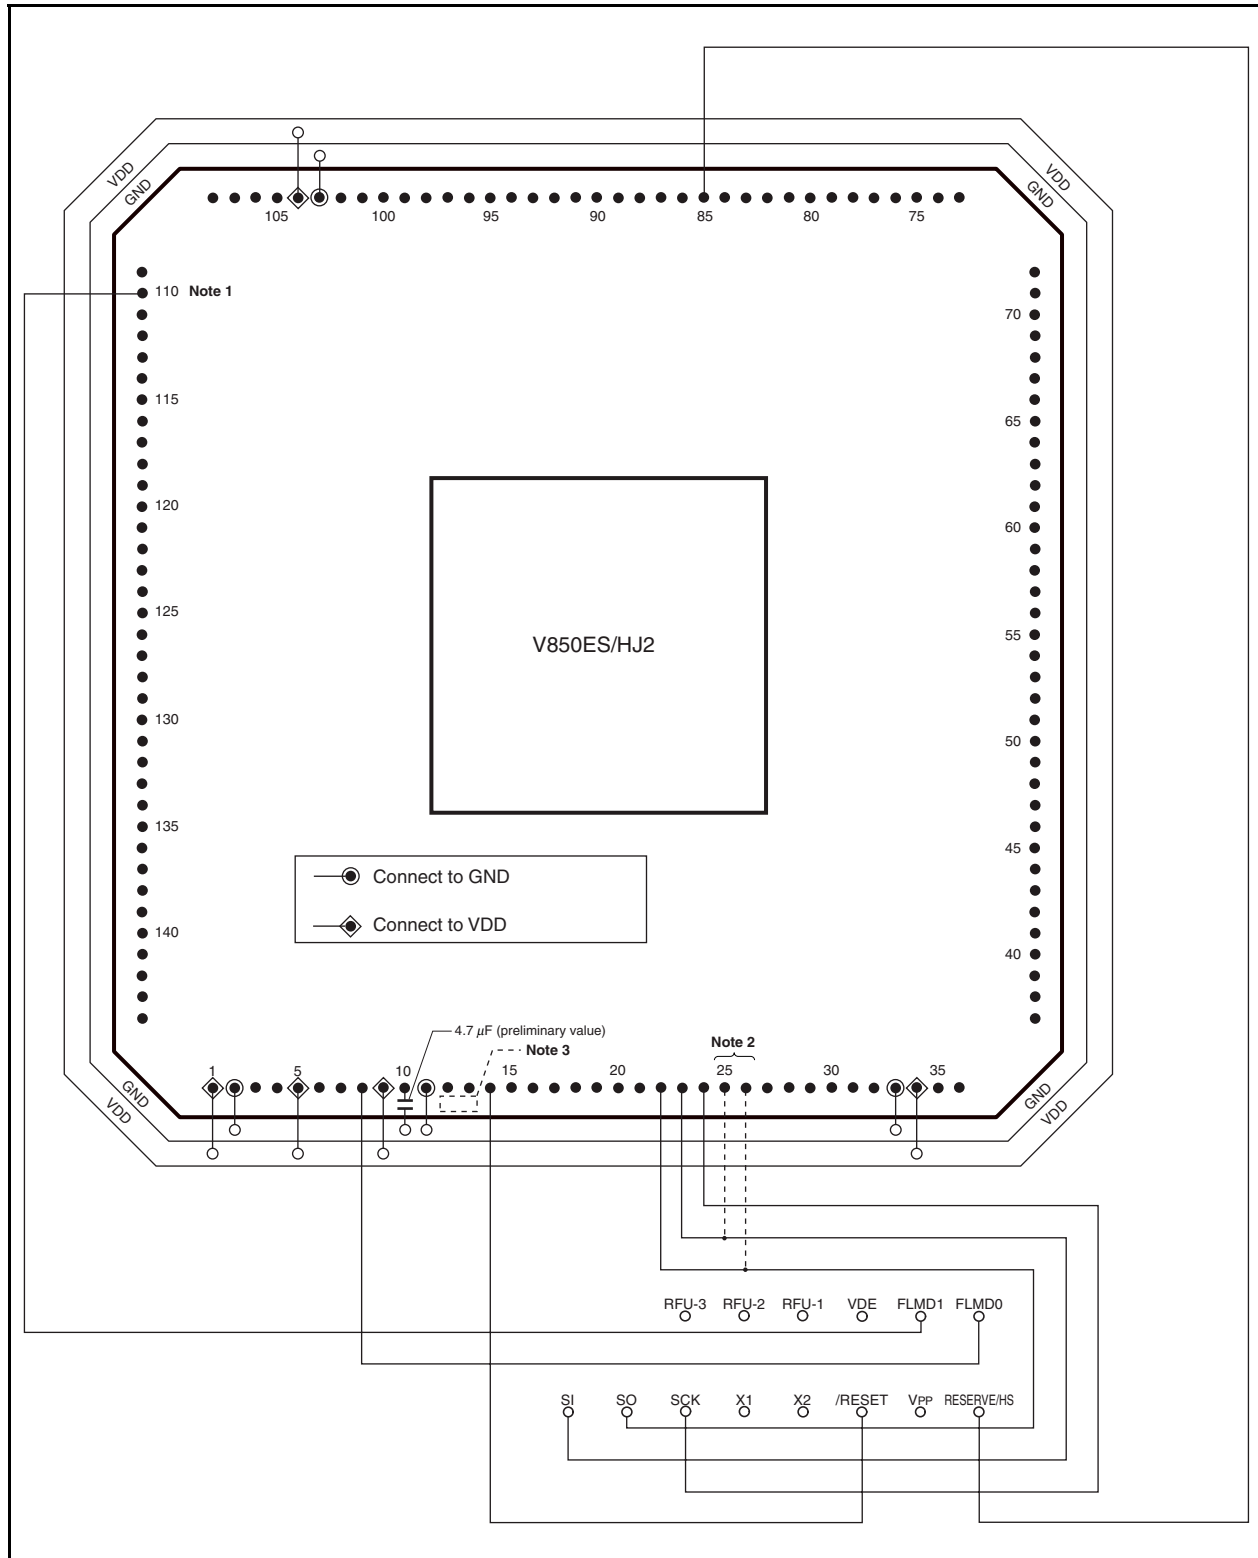 VDD
GND
VDD
GND
105 100 95 90 85 80 75
110 Note 1
70
115
65
120
60
125
55
V850ES/HJ2
130
50
135
45
Connect to GND
Connect to VDD
140
40
4.7 μF (preliminary value)
Note 3
Note 2
1 5 10 15 20 25 30 35
GND
VDD
GND
VDD
RFU-3 RFU-2 RFU-1 VDE FLMD1 FLMD0
SI SO SCK X1 X2 /RESET VPP RESERVE/HS